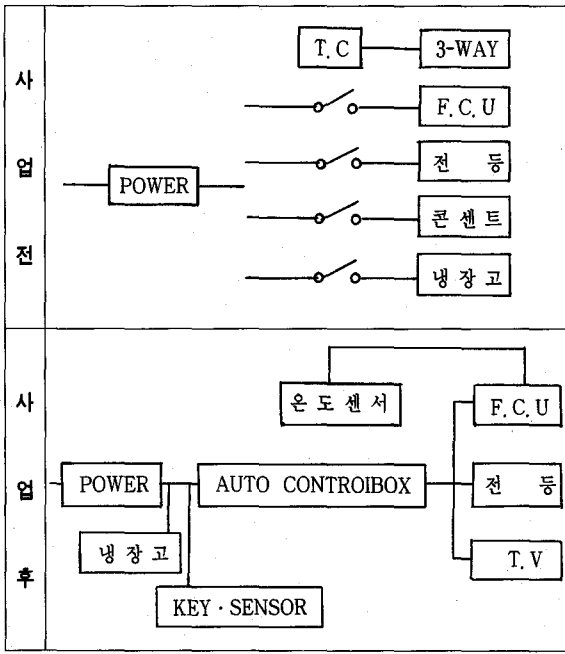 사업전
T.C
3-WAY
F.C.U
전 등
POWER
콘센트
냉장고
사업후
온도센서
F.C.U
POWER
AUTO CONTROIBOX
전 등
냉장고
T.V
KEY·SENSOR